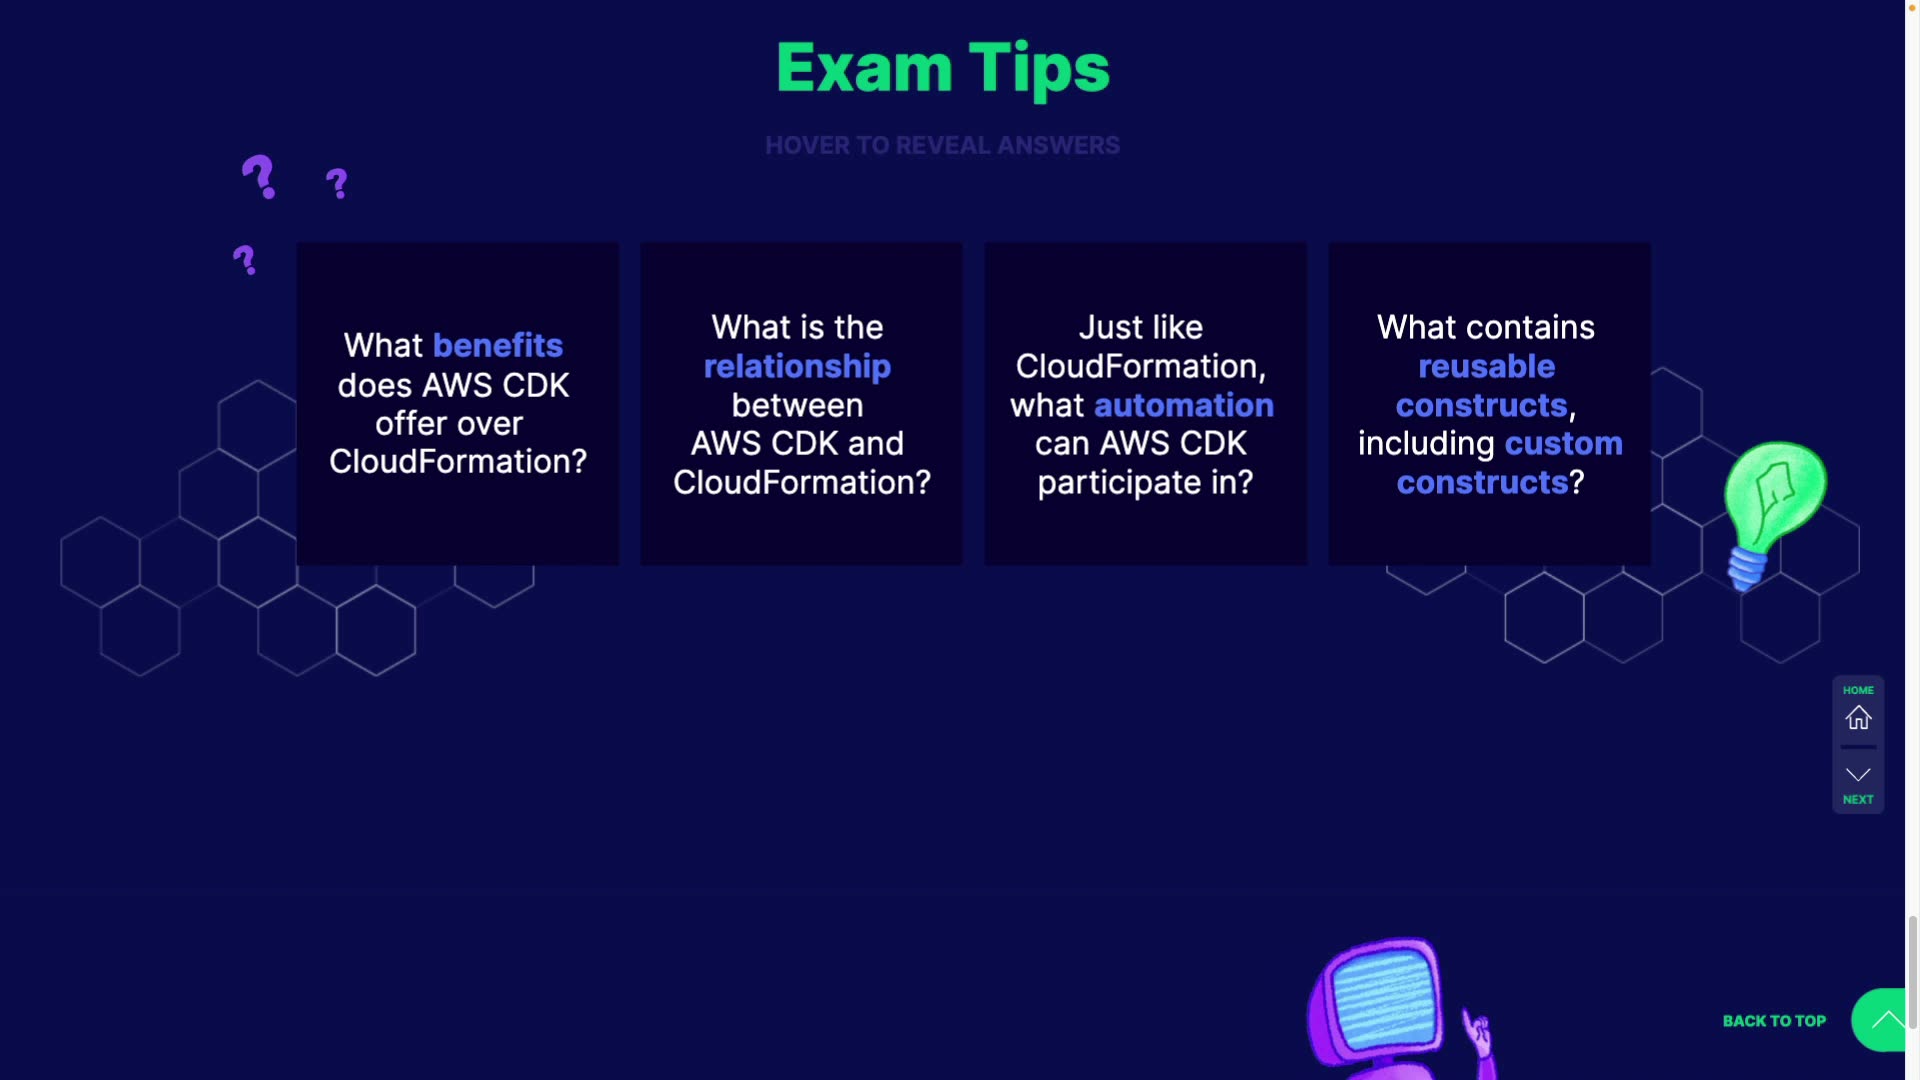 Exam Tips
HOVER TO REVEAL ANSWERS
What benefits
does AWS CDK
offer over
CloudFormation?
What is the
relationship
between
AWS CDK and
CloudFormation?
Just like
CloudFormation,
what automation
can AWS CDK
participate in?
What contains
reusable
constructs,
including custom
constructs?
HOME
NEXT
BACK TO TOP